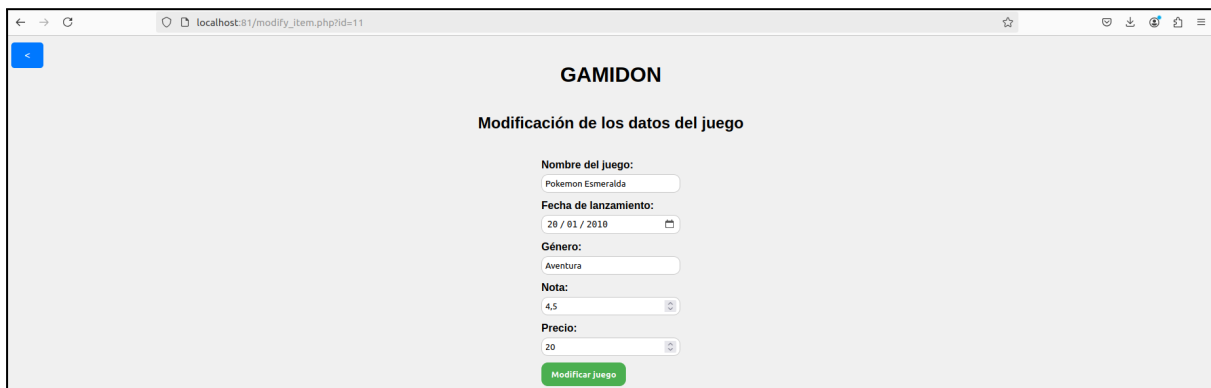 localhost:81/modify_item.php?id=11
<
GAMIDON
Modificación de los datos del juego
Nombre del juego:
Pokemon Esmeralda
Fecha de lanzamiento:
20/01/2010
Género:
Aventura
Nota:
4,5
Precio:
20
Modificar juego